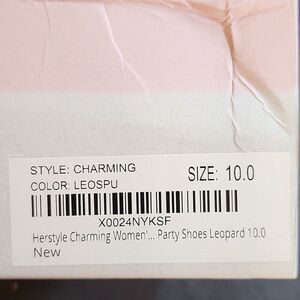 STYLE: CHARMING SIZE: 10.0
COLOR: LEOSPU
X0024NYKSF
Herstyle Charming Women'... Party Shoes Leopard 10.0
New